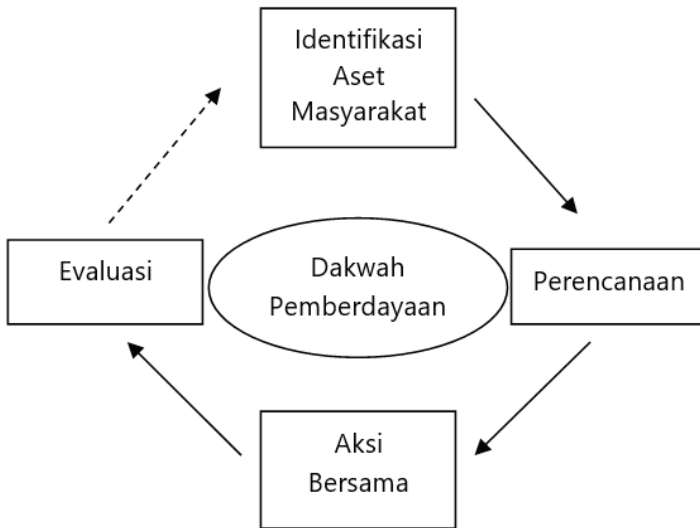 Identifikasi
Aset
Masyarakat
Evaluasi
Dakwah
Pemberdayaan
Perencanaan
Aksi
Bersama